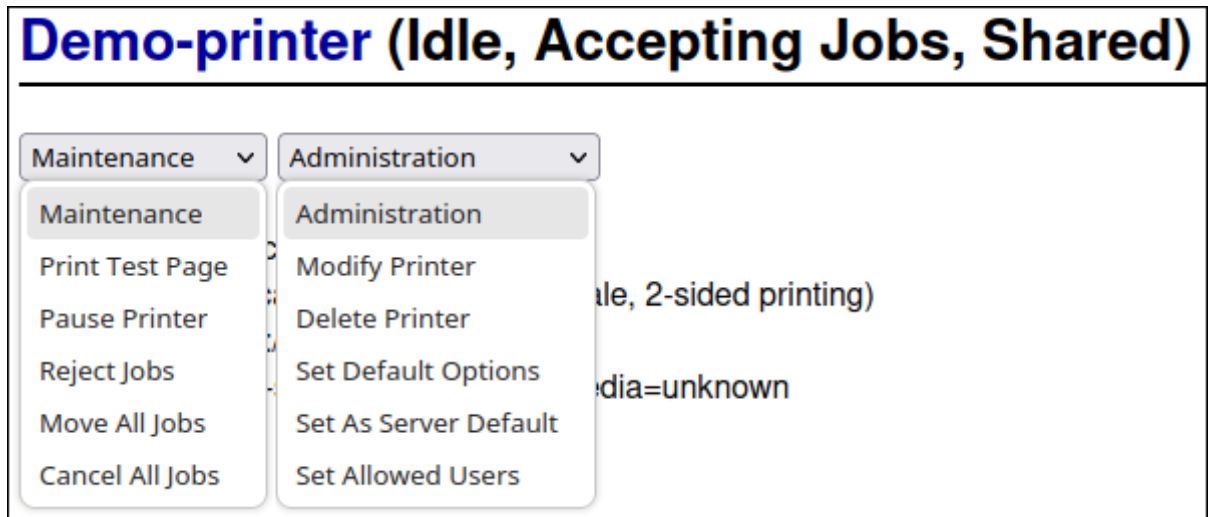 Demo-printer (Idle, Accepting Jobs, Shared)
Maintenance Administration
Maintenance Administration
Print Test Page Modify Printer
ale, 2-sided printing)
Pause Printer Delete Printer
Reject Jobs Set Default Options
edia=unknown
Move All Jobs Set As Server Default
Cancel All Jobs Set Allowed Users